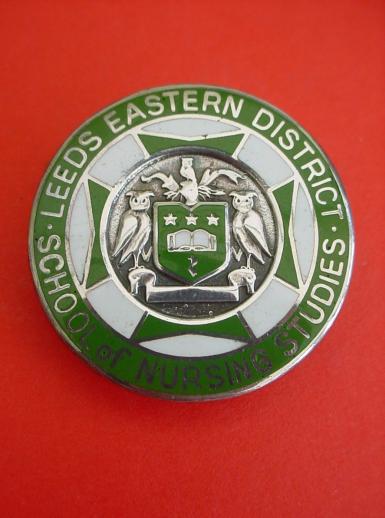 LEEDS EASTERN DISTRICT
SCHOOL of NURSING STUDIES